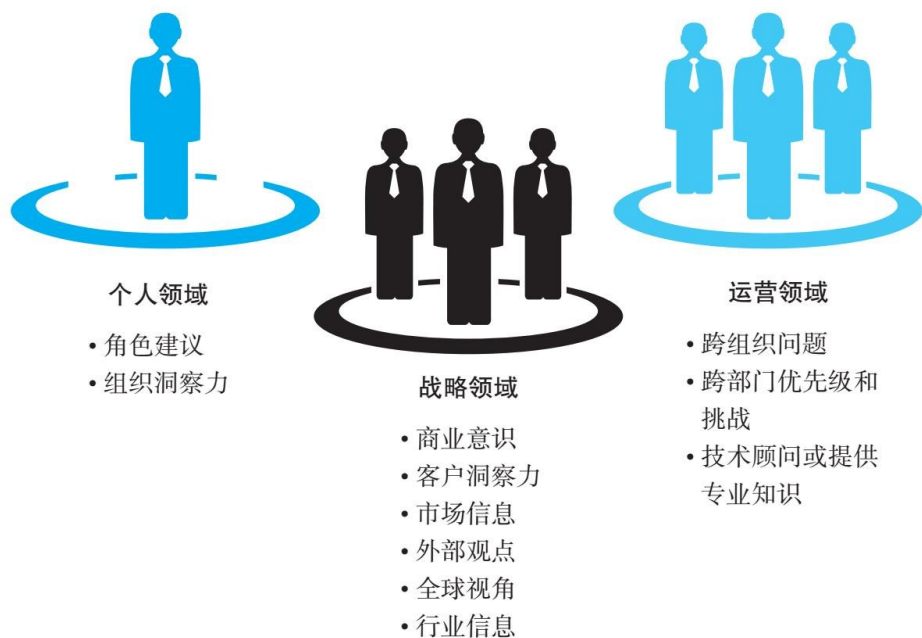 个人领域
• 角色建议
• 组织洞察力
战略领域
• 商业意识
• 客户洞察力
• 市场信息
• 外部观点
• 全球视角
• 行业信息
运营领域
• 跨组织问题
• 跨部门优先级和
挑战
• 技术顾问或提供
专业知识